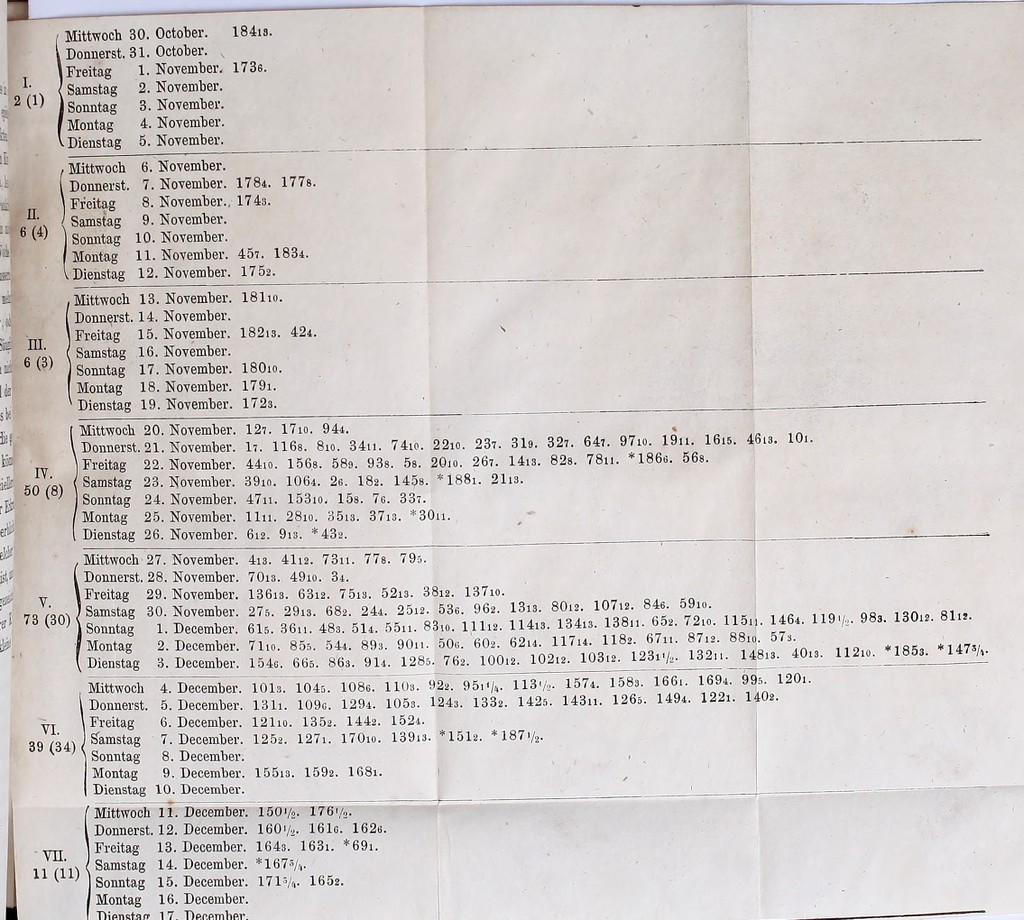 Mittwoch 30. October. 184₁₃.
Donnerst. 31. October.
Freitag 1. November. 173₆.
I.
Samstag 2. November.
2 (1)
Sonntag 3. November.
Montag 4. November.
Dienstag 5. November.
Mittwoch 6. November.
Donnerst. 7. November. 178₄. 177₈.
Freitag 8. November. 174₃.
II.
Samstag 9. November.
6 (4)
Sonntag 10. November.
Montag 11. November. 45₇. 183₄.
Dienstag 12. November. 175₂.
Mittwoch 13. November. 181₁₀.
Donnerst. 14. November.
Freitag 15. November. 182₁₃. 42₄.
III.
Samstag 16. November.
6 (3)
Sonntag 17. November. 180₁₀.
Montag 18. November. 179₁.
Dienstag 19. November. 172₃.
Mittwoch 20. November. 12₇. 17₁₀. 94₄.
Donnerst. 21. November. 1₇. 116₈. 8₁₀. 34₁₁. 74₁₀. 22₁₀. 23₇. 31₉. 32₇. 64₇. 97₁₀. 19₁₁. 16₁₅. 46₁₃. 10₁.
Freitag 22. November. 44₁₀. 156₈. 58₉. 93₈. 5₈. 20₁₀. 26₇. 14₁₃. 82₈. 78₁₁. *186₆. 56₈.
IV.
Samstag 23. November. 39₁₀. 106₄. 2₆. 18₂. 145₈. *188₁. 21₁₃.
50 (8)
Sonntag 24. November. 47₁₁. 153₁₀. 15₈. 7₆. 33₇.
Montag 25. November. 11₁₁. 28₁₀. 35₁₃. 37₁₃. *30₁₁.
Dienstag 26. November. 6₁₂. 9₁₃. *43₂.
Mittwoch 27. November. 4₁₃. 41₁₂. 73₁₁. 77₈. 79₅.
Donnerst. 28. November. 70₁₃. 49₁₀. 3₄.
Freitag 29. November. 136₁₃. 63₁₂. 75₁₃. 52₁₃. 38₁₂. 137₁₀.
V.
Samstag 30. November. 27₅. 29₁₃. 68₂. 24₄. 25₁₂. 53₆. 96₂. 13₁₃. 80₁₂. 107₁₂. 84₆. 59₁₀.
73 (30)
Sonntag 1. December. 61₅. 36₁₁. 48₃. 51₄. 55₁₁. 83₁₀. 111₁₂. 114₁₃. 134₁₃. 138₁₁. 65₂. 72₁₀. 115₁₁. 146₄. 119₁/₂. 98₃. 130₁₂. 81₁₂.
Montag 2. December. 71₁₀. 85₅. 54₄. 89₃. 90₁₁. 50₆. 60₂. 62₁₄. 117₁₄. 118₂. 67₁₁. 87₁₂. 88₁₀. 57₃.
Dienstag 3. December. 154₆. 66₅. 86₃. 91₄. 128₅. 76₂. 100₁₂. 102₁₂. 103₁₂. 123₁₁/₂. 132₁₁. 148₁₃. 40₁₃. 112₁₀. *185₃. *147³/₄.
Mittwoch 4. December. 101₃. 104₅. 108₆. 110₃. 92₂. 95₁¹/₄. 113¹/₂. 157₄. 158₃. 166₁. 169₄. 99₅. 120₁.
Donnerst. 5. December. 131₁. 109₆. 129₄. 105₃. 124₃. 133₂. 142₅. 143₁₁. 126₅. 149₄. 122₁. 140₂.
Freitag 6. December. 121₁₀. 135₂. 144₂. 152₄.
VI.
Samstag 7. December. 125₂. 127₁. 170₁₀. 139₁₃. *151₂. *187¹/₂.
39 (34)
Sonntag 8. December.
Montag 9. December. 155₁₃. 159₂. 168₁.
Dienstag 10. December.
Mittwoch 11. December. 150¹/₂. 176¹/₂.
Donnerst. 12. December. 160¹/₂. 161₆. 162₆.
Freitag 13. December. 164₃. 163₁. *69₁.
VII.
Samstag 14. December. *167³/₄.
11 (11)
Sonntag 15. December. 171³/₄. 165₂.
Montag 16. December.
Dienstag 17. December.